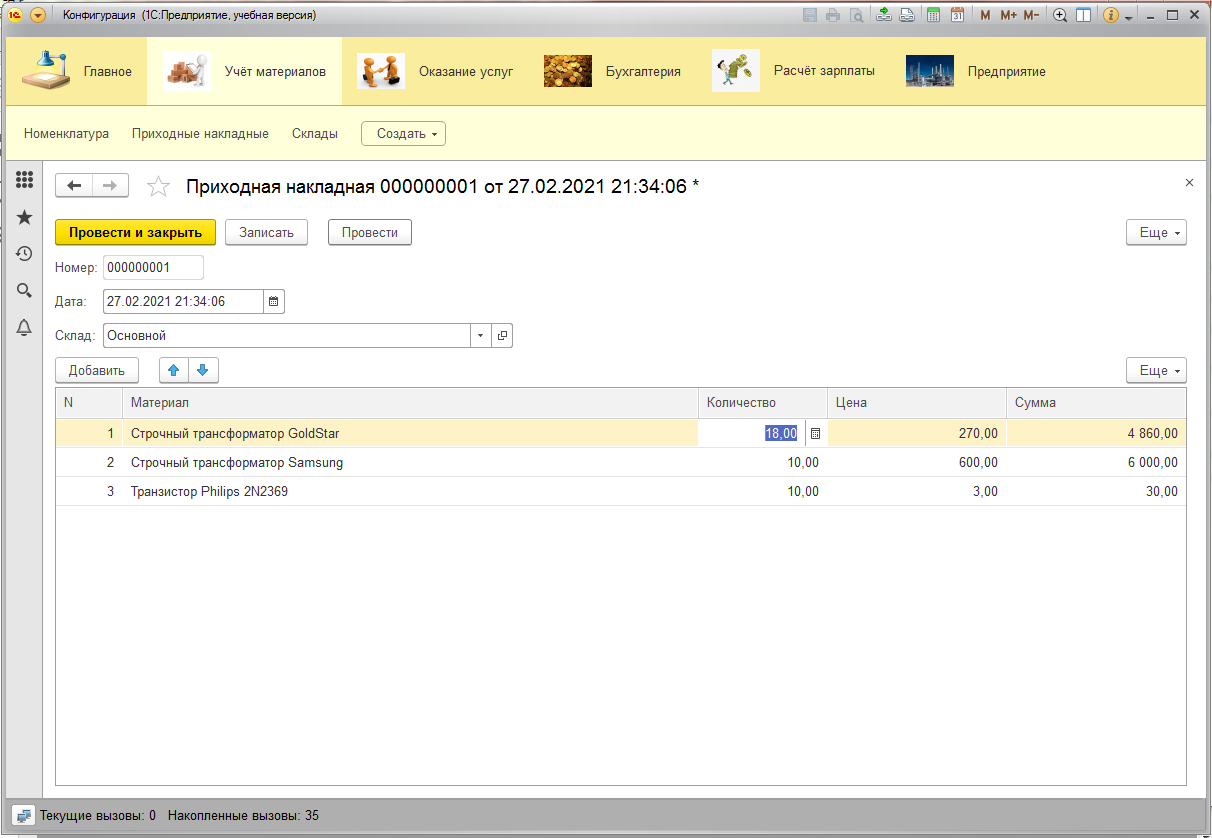 Конфигурация (1С:Предприятие, учебная версия) M M+ M-
Главное Учёт материалов Оказание услуг Бухгалтерия Расчёт зарплаты Предприятие
Номенклатура Приходные накладные Склады Создать
Приходная накладная 000000001 от 27.02.2021 21:34:06 *
Провести и закрыть Записать Провести Еще
Номер: 000000001
Дата: 27.02.2021 21:34:06
Склад: Основной
Добавить Еще
N Материал Количество Цена Сумма
1 Строчный трансформатор GoldStar 18,00 270,00 4 860,00
2 Строчный трансформатор Samsung 10,00 600,00 6 000,00
3 Транзистор Philips 2N2369 10,00 3,00 30,00
Текущие вызовы: 0 Накопленные вызовы: 35